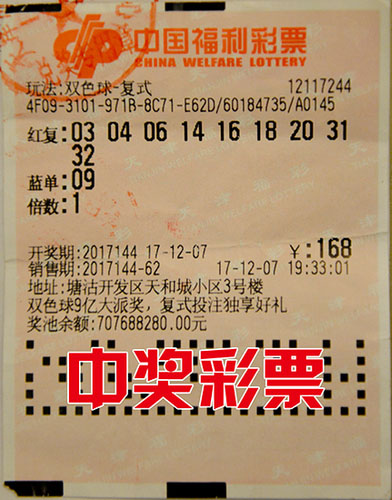 中国福利彩票
CHINA WELFARE LOTTERY
玩法:双色球-复式 12117244
4F09-3101-971B-8C71-E62D/60184735/A0145
红复:03 04 06 14 16 18 20 31
32
蓝单:09
倍数:1
开奖期:2017144 17-12-07 ¥:168
销售期:2017144-62 17-12-07 19:33:01
地址:塘沽开发区天和城小区3号楼
双色球9亿大派奖，复式投注独享好礼
奖池余额:707688280.00元
中奖彩票